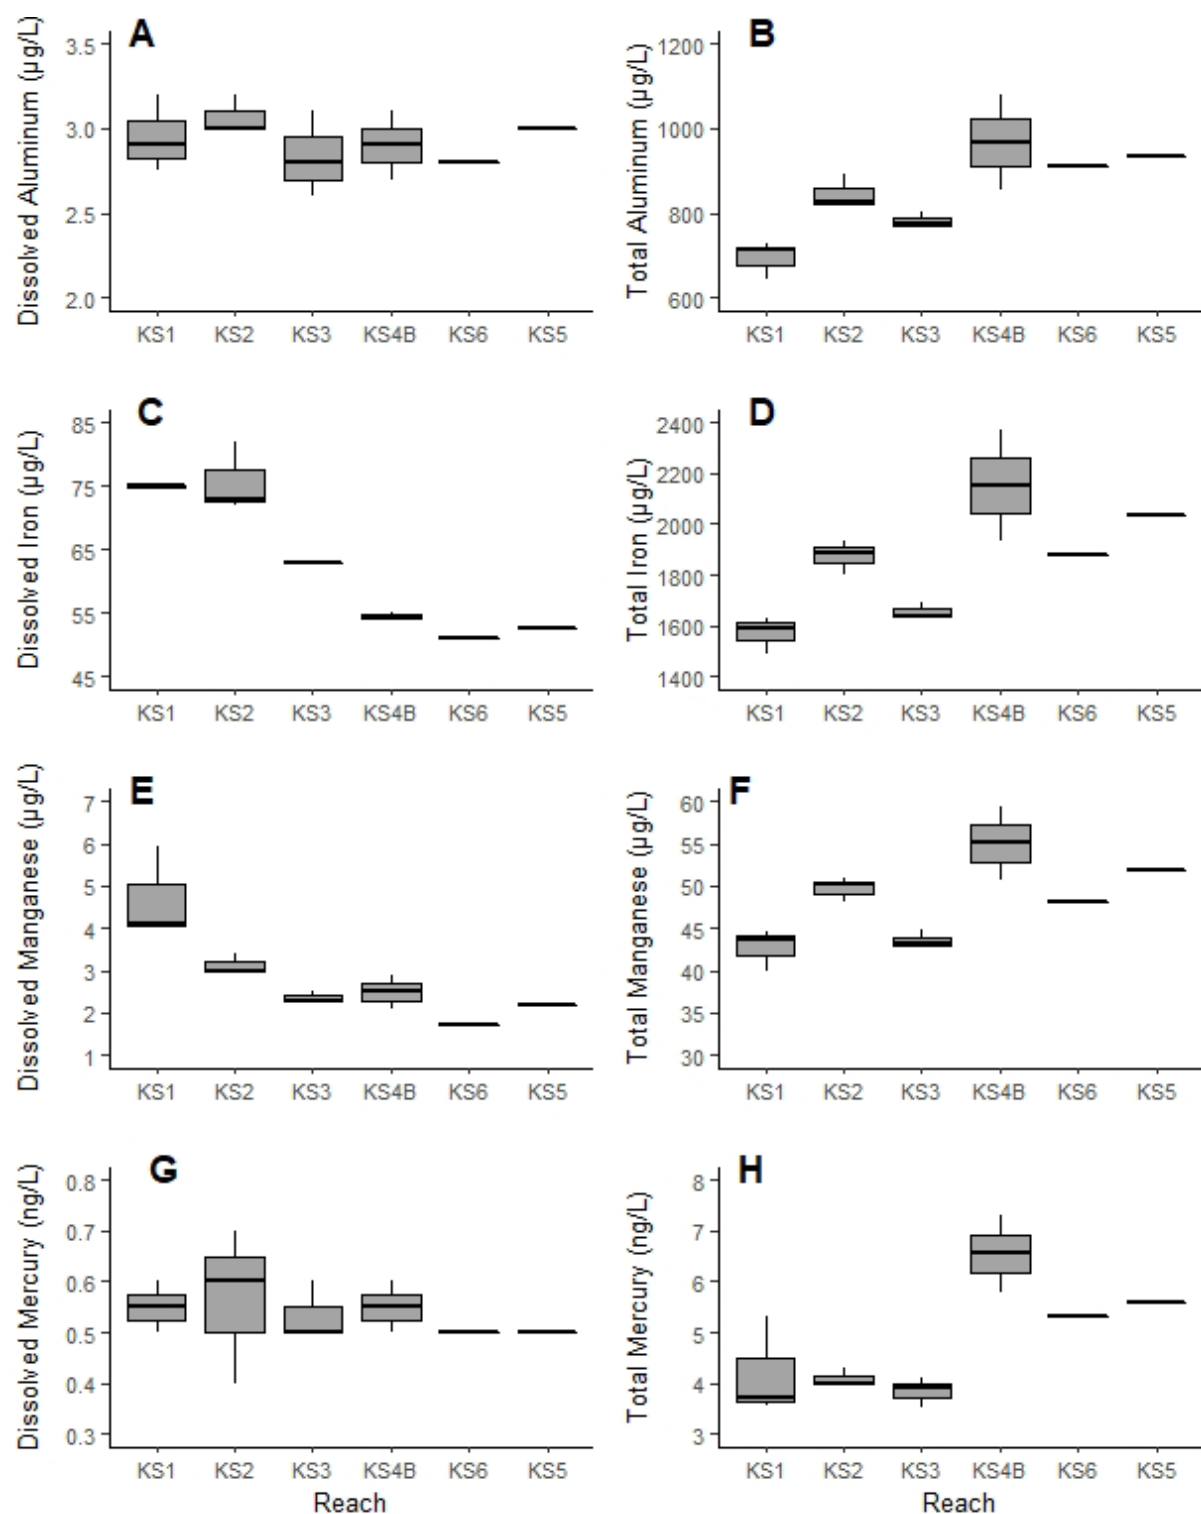 A
Dissolved Aluminum (µg/L)
3.5
3.0
2.5
2.0
KS1 KS2 KS3 KS4B KS6 KS5
B
Total Aluminum (µg/L)
1200
1000
800
600
KS1 KS2 KS3 KS4B KS6 KS5
C
Dissolved Iron (µg/L)
85
75
65
55
45
KS1 KS2 KS3 KS4B KS6 KS5
D
Total Iron (µg/L)
2400
2200
2000
1800
1600
1400
KS1 KS2 KS3 KS4B KS6 KS5
E
Dissolved Manganese (µg/L)
7
6
5
4
3
2
1
KS1 KS2 KS3 KS4B KS6 KS5
F
Total Manganese (µg/L)
60
55
50
45
40
35
30
KS1 KS2 KS3 KS4B KS6 KS5
G
Dissolved Mercury (ng/L)
0.8
0.7
0.6
0.5
0.4
0.3
KS1 KS2 KS3 KS4B KS6 KS5
Reach
H
Total Mercury (ng/L)
8
7
6
5
4
3
KS1 KS2 KS3 KS4B KS6 KS5
Reach